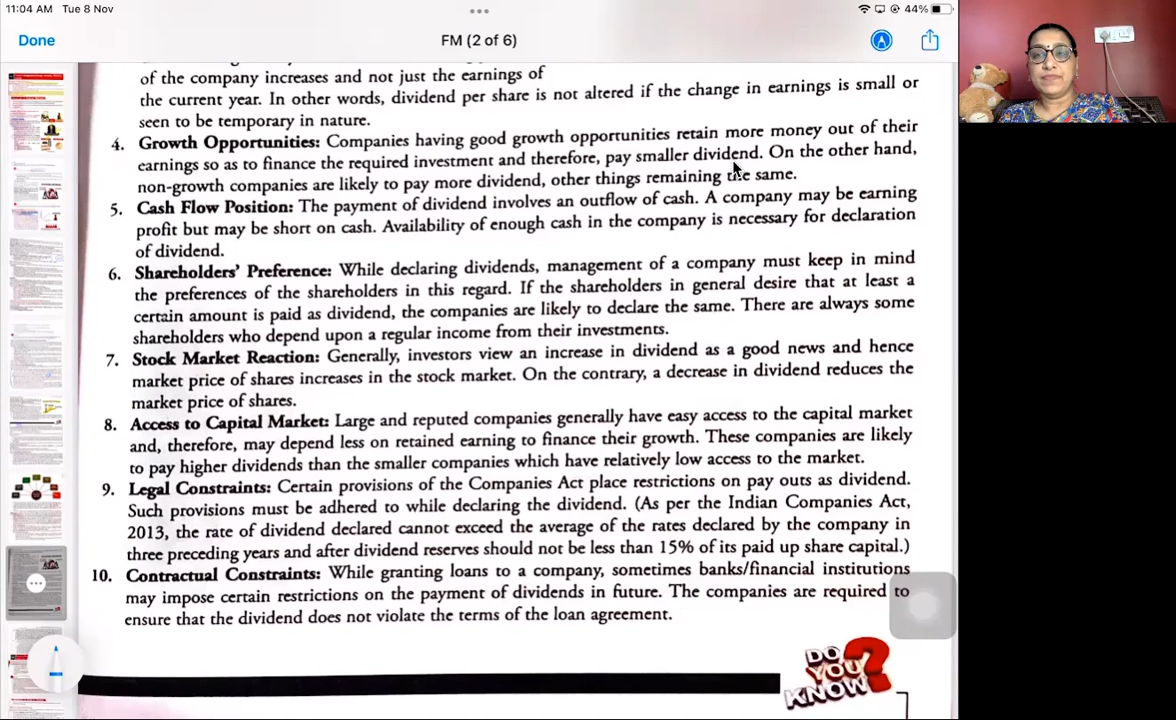 11:04 AM Tue 8 Nov
44%
Done
FM (2 of 6)
of the company increases and not just the earnings of
the current year. In other words, dividend per share is not altered if the change in earnings is small or
seen to be temporary in nature.
4. Growth Opportunities: Companies having good growth opportunities retain more money out of their
earnings so as to finance the required investment and therefore, pay smaller dividend. On the other hand,
non-growth companies are likely to pay more dividend, other things remaining the same.
5. Cash Flow Position: The payment of dividend involves an outflow of cash. A company may be earning
profit but may be short on cash. Availability of enough cash in the company is necessary for declaration
of dividend.
6. Shareholders' Preference: While declaring dividends, management of a company must keep in mind
the preferences of the shareholders in this regard. If the shareholders in general desire that at least a
certain amount is paid as dividend, the companies are likely to declare the same. There are always some
shareholders who depend upon a regular income from their investments.
7. Stock Market Reaction: Generally, investors view an increase in dividend as a good news and hence
market price of shares increases in the stock market. On the contrary, a decrease in dividend reduces the
market price of shares.
8. Access to Capital Market: Large and reputed companies generally have easy access to the capital market
and, therefore, may depend less on retained earning to finance their growth. These companies are likely
to pay higher dividends than the smaller companies which have relatively low access to the market.
9. Legal Constraints: Certain provisions of the Companies Act place restrictions on pay outs as dividend.
Such provisions must be adhered to while declaring the dividend. (As per the Indian Companies Act,
2013, the rate of dividend declared cannot exceed the average of the rates declared by the company in
three preceding years and after dividend reserves should not be less than 15% of its paid up share capital.)
10. Contractual Constraints: While granting loans to a company, sometimes banks/financial institutions
may impose certain restrictions on the payment of dividends in future. The companies are required to
ensure that the dividend does not violate the terms of the loan agreement.
DO
YOU
KNOW?